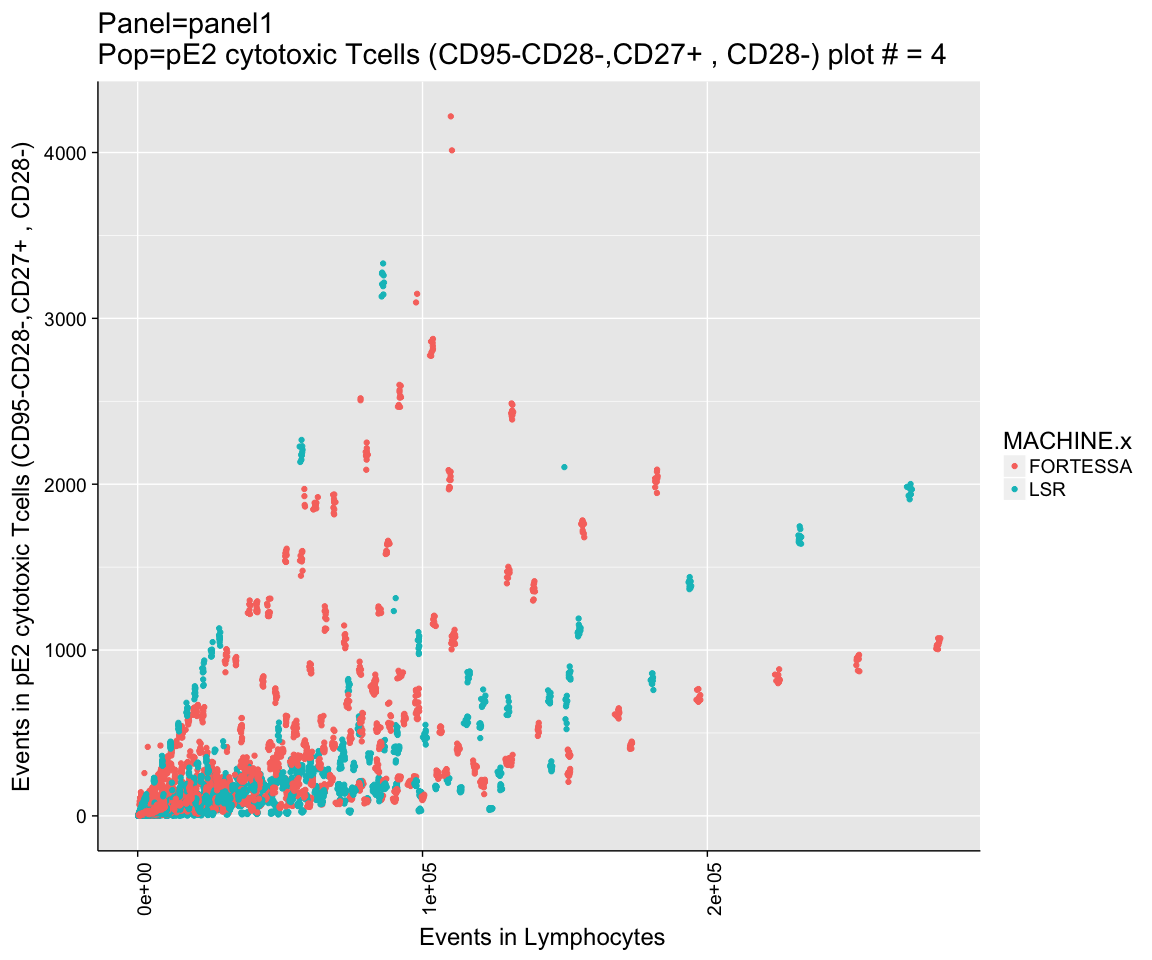 Panel=panel1
Pop=pE2 cytotoxic Tcells (CD95-CD28-,CD27+ , CD28-) plot # = 4
Events in pE2 cytotoxic Tcells (CD95-CD28-,CD27+ , CD28-)
4000
3000
2000
1000
0
0e+00
1e+05
2e+05
Events in Lymphocytes
MACHINE.x
FORTESSA
LSR